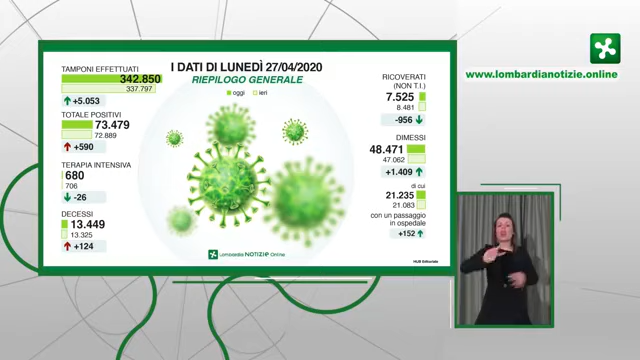 www.lombardianotizie.online
I DATI DI LUNEDÌ 27/04/2020
RIEPILOGO GENERALE
oggi ieri
TAMPONI EFFETTUATI
342.850
337.797
+5.053
TOTALE POSITIVI
73.479
72.889
+590
TERAPIA INTENSIVA
680
706
-26
DECESSI
13.449
13.325
+124
RICOVERATI
(NON T.I.)
7.525
8.481
-956
DIMESSI
48.471
47.062
+1.409
di cui
21.235
21.083
con un passaggio
in ospedale
+152
Lombardia NOTIZIE Online
HUB Editoriale